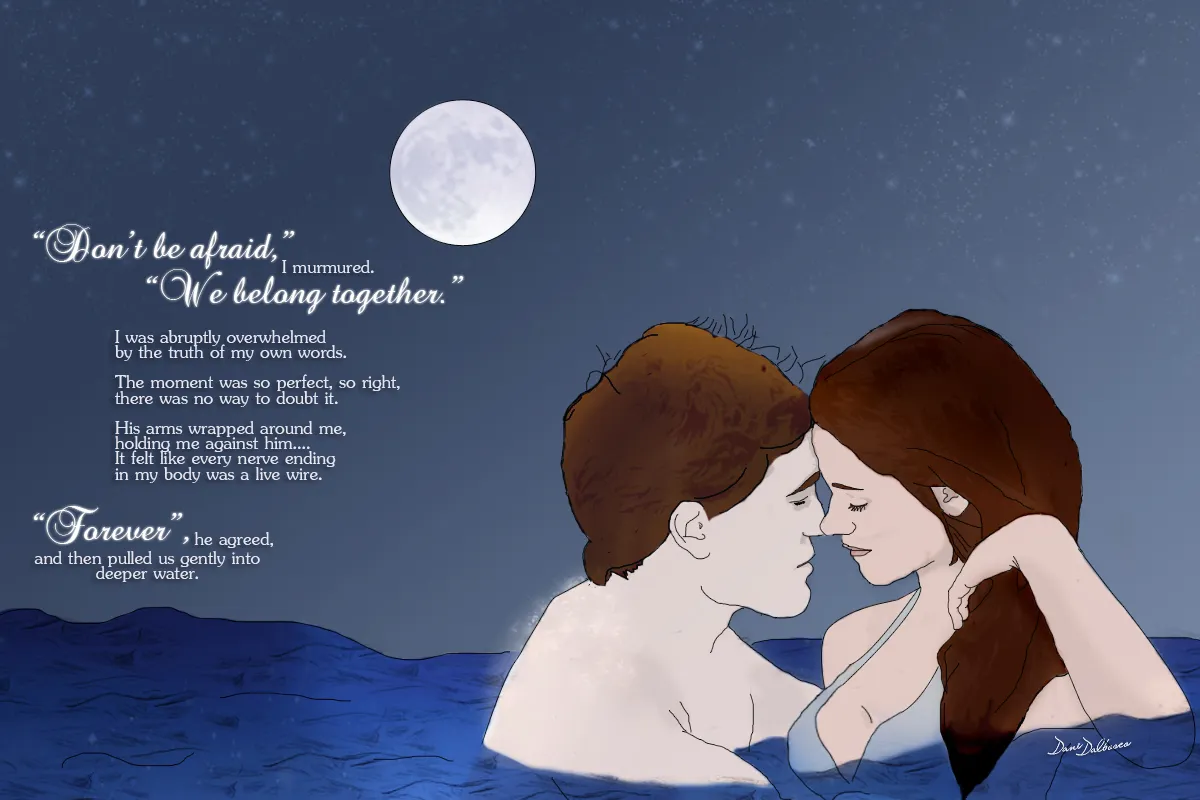 “Don't be afraid,”
I murmured.
“We belong together.”
I was abruptly overwhelmed
by the truth of my own words.
The moment was so perfect, so right,
there was no way to doubt it.
His arms wrapped around me,
holding me against him....
It felt like every nerve ending
in my body was a live wire.
“Forever”, he agreed,
and then pulled us gently into
deeper water.